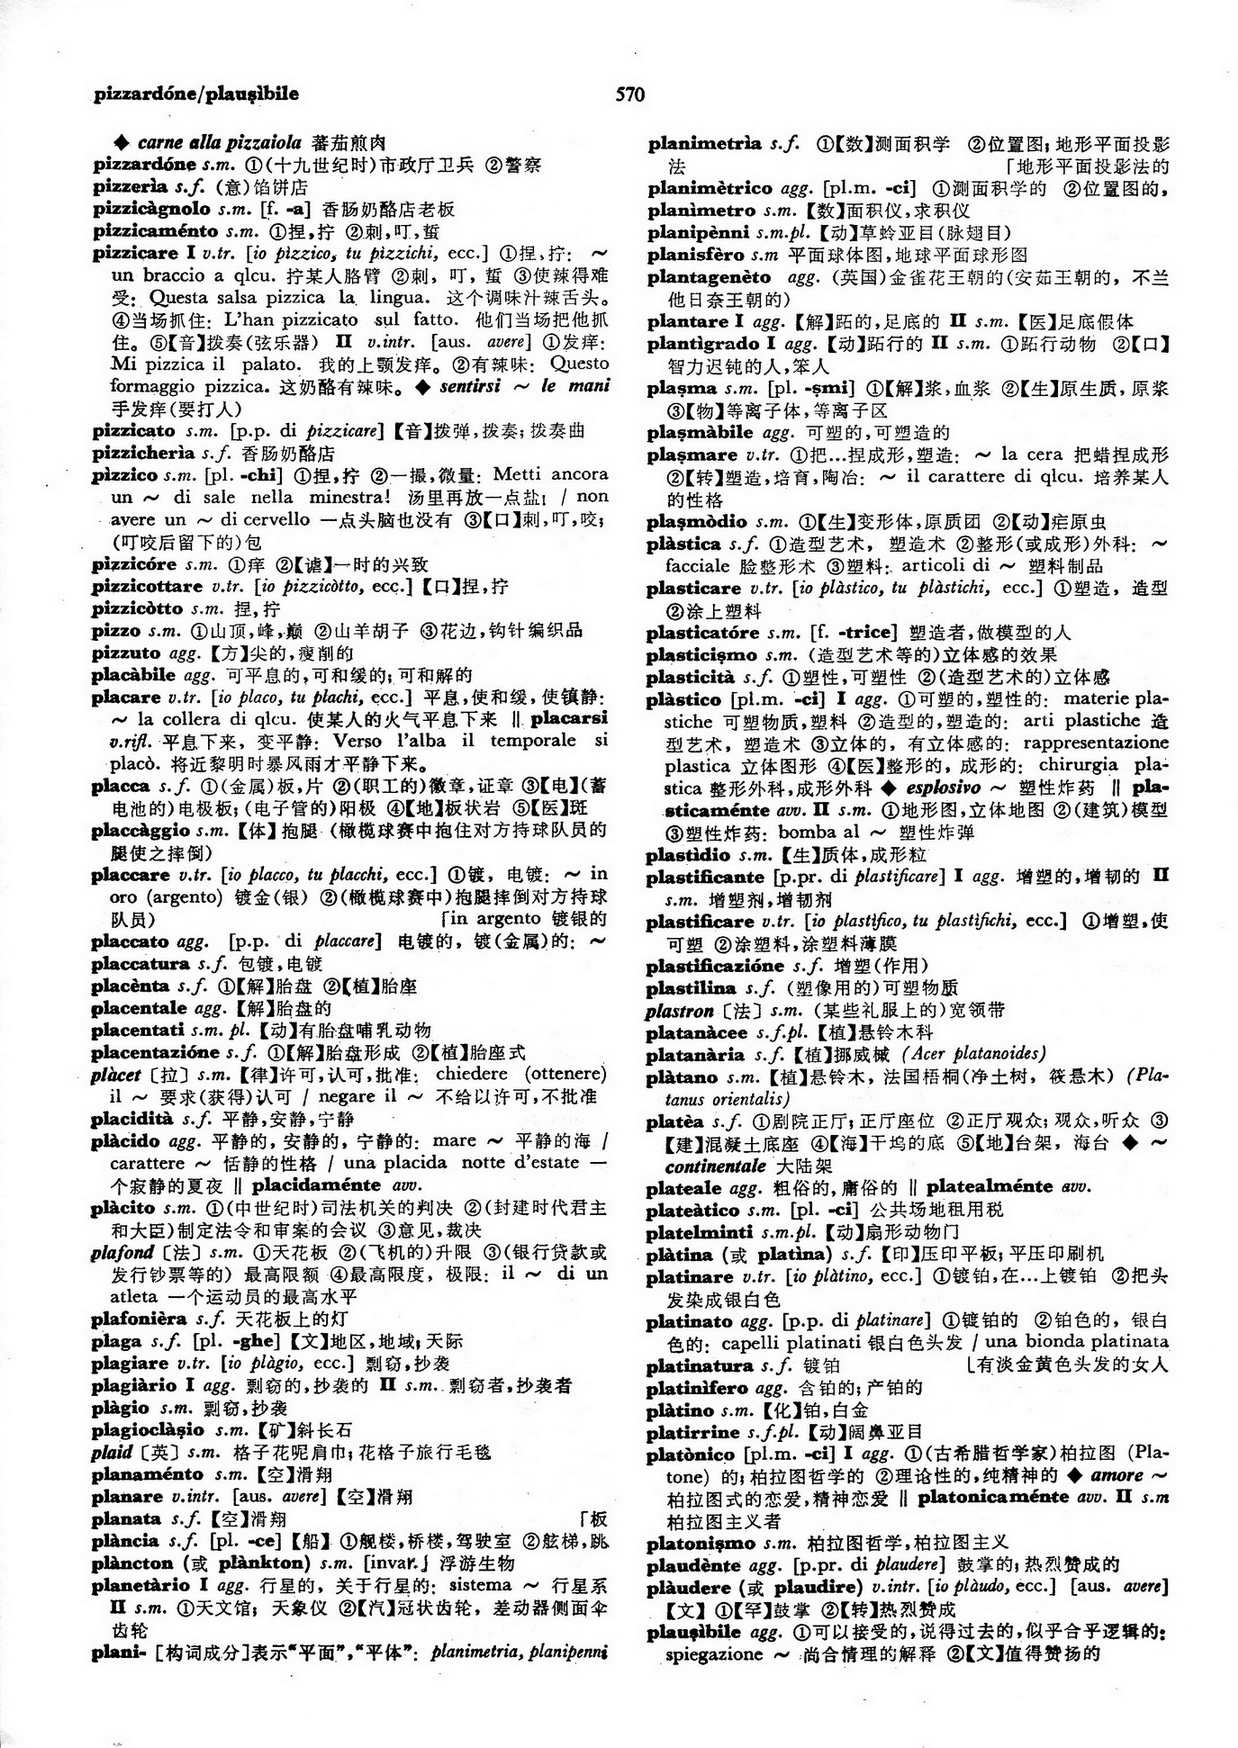 pizzardóne/plauṣìbile
570
◆ carne alla pizzaiola 蕃茄煎肉
pizzardóne s.m. ①(十九世纪时)市政厅卫兵 ②警察
pizzerìa s.f. (意)馅饼店
pizzicàgnolo s.m. [f. -a] 香肠奶酪店老板
pizzicaménto s.m. ①捏,拧 ②刺,叮,蜇
pizzicare I v.tr. [io pìzzico, tu pìzzichi, ecc.] ①捏,拧: ～
un braccio a qlcu. 拧某人胳臂 ②刺, 叮, 蜇 ③使辣得难
受: Questa salsa pizzica la lingua. 这个调味汁辣舌头。
④当场抓住: L'han pizzicato sul fatto. 他们当场把他抓
住。⑤【音】拨奏(弦乐器) II v.intr. [aus. avere] ①发痒:
Mi pizzica il palato. 我的上颚发痒。②有辣味: Questo
formaggio pizzica. 这奶酪有辣味。◆ sentirsi ～ le mani
手发痒(要打人)
pizzicato s.m. [p.p. di pizzicare]【音】拨弹,拨奏; 拨奏曲
pizzicherìa s.f. 香肠奶酪店
pìzzico s.m. [pl. -chi] ①捏,拧 ②一撮,微量: Metti ancora
un ～ di sale nella minestra! 汤里再放一点盐! / non
avere un ～ di cervello 一点头脑也没有 ③【口】刺,叮,咬;
(叮咬后留下的)包
pizzicóre s.m. ①痒 ②【谑】一时的兴致
pizzicottare v.tr. [io pizzicòtto, ecc.]【口】捏,拧
pizzicòtto s.m. 捏,拧
pizzo s.m. ①山顶,峰,巅 ②山羊胡子 ③花边,钩针编织品
pizzuto agg. 【方】尖的,瘦削的
placàbile agg. 可平息的,可和缓的; 可和解的
placare v.tr. [io placo, tu plachi, ecc.] 平息,使和缓,使镇静:
～ la collera di qlcu. 使某人的火气平息下来 ‖ placarsi
v.rifl. 平息下来, 变平静: Verso l'alba il temporale si
placò. 将近黎明时暴风雨才平静下来。
placca s.f. ①(金属)板,片 ②(职工的)徽章,证章 ③【电】(蓄
电池的)电极板; (电子管的)阳极 ④【地】板状岩 ⑤【医】斑
placcàggio s.m. 【体】抱腿 (橄榄球赛中抱住对方持球队员的
腿使之摔倒)
placcare v.tr. [io placco, tu placchi, ecc.] ①镀, 电镀: ～ in
oro (argento) 镀金(银) ②(橄榄球赛中)抱腿摔倒对方持球
队员) 「in argento 镀银的
placcato agg. [p.p. di placcare] 电镀的, 镀(金属)的: ～
placcatura s.f. 包镀,电镀
placènta s.f. ①【解】胎盘 ②【植】胎座
placentale agg. 【解】胎盘的
placentati s.m. pl. 【动】有胎盘哺乳动物
placentazióne s.f. ①【解】胎盘形成 ②【植】胎座式
plàcet〔拉〕s.m. 【律】许可,认可,批准: chiedere (ottenere)
il ～ 要求(获得)认可 / negare il ～ 不给以许可,不批准
placidità s.f. 平静,安静,宁静
plàcido agg. 平静的, 安静的, 宁静的: mare ～ 平静的海 /
carattere ～ 恬静的性格 / una placida notte d'estate 一
个寂静的夏夜 ‖ placidaménte avv.
plàcito s.m. ①(中世纪时)司法机关的判决 ②(封建时代君主
和大臣)制定法令和审案的会议 ③意见,裁决
plafond〔法〕s.m. ①天花板 ②(飞机的)升限 ③(银行贷款或
发行钞票等的) 最高限额 ④最高限度, 极限: il ～ di un
atleta 一个运动员的最高水平
plafonièra s.f. 天花板上的灯
plaga s.f. [pl. -ghe]【文】地区,地域; 天际
plagiare v.tr. [io plàgio, ecc.] 剽窃,抄袭
plagiàrio I agg. 剽窃的,抄袭的 II s.m. 剽窃者,抄袭者
plàgio s.m. 剽窃,抄袭
plagioclàṣio s.m. 【矿】斜长石
plaid〔英〕s.m. 格子花呢肩巾; 花格子旅行毛毯
planaménto s.m. 【空】滑翔
planare v.intr. [aus. avere]【空】滑翔
planata s.f. 【空】滑翔 「板
plància s.f. [pl. -ce]【船】①舰楼,桥楼,驾驶室 ②舷梯,跳
plàncton (或 plànkton) s.m. [invar.] 浮游生物
planetàrio I agg. 行星的, 关于行星的: sistema ～ 行星系
II s.m. ①天文馆; 天象仪 ②【汽】冠状齿轮, 差动器侧面伞
齿轮
plani- [构词成分]表示“平面”,“平体”: planimetria, planipenni
planimetrìa s.f. ①【数】测面积学 ②位置图; 地形平面投影
法 「地形平面投影法的
planimètrico agg. [pl.m. -ci] ①测面积学的 ②位置图的,
planìmetro s.m. 【数】面积仪,求积仪
planipènni s.m.pl. 【动】草蛉亚目(脉翅目)
planisfèro s.m 平面球体图,地球平面球形图
plantagenèto agg. (英国)金雀花王朝的(安茹王朝的, 不兰
他日奈王朝的)
plantare I agg. 【解】跖的,足底的 II s.m. 【医】足底假体
plantìgrado I agg. 【动】跖行的 II s.m. ①跖行动物 ②【口】
智力迟钝的人,笨人
plaṣma s.m. [pl. -ṣmi] ①【解】浆,血浆 ②【生】原生质, 原浆
③【物】等离子体,等离子区
plaṣmàbile agg. 可塑的,可塑造的
plaṣmare v.tr. ①把…捏成形,塑造: ～ la cera 把蜡捏成形
②【转】塑造,培育,陶冶: ～ il carattere di qlcu. 培养某人
的性格
plaṣmòdio s.m. ①【生】变形体,原质团 ②【动】疟原虫
plàstica s.f. ①造型艺术, 塑造术 ②整形(或成形)外科: ～
facciale 脸整形术 ③塑料: articoli di ～ 塑料制品
plasticare v.tr. [io plàstico, tu plàstichi, ecc.] ①塑造, 造型
②涂上塑料
plasticatóre s.m. [f. -trice] 塑造者,做模型的人
plasticiṣmo s.m. (造型艺术等的)立体感的效果
plasticità s.f. ①塑性,可塑性 ②(造型艺术的)立体感
plàstico [pl.m. -ci] I agg. ①可塑的,塑性的: materie pla-
stiche 可塑物质,塑料 ②造型的,塑造的: arti plastiche 造
型艺术, 塑造术 ③立体的, 有立体感的: rappresentazione
plastica 立体图形 ④【医】整形的, 成形的: chirurgia pla-
stica 整形外科,成形外科 ◆ esplosivo ～ 塑性炸药 ‖ pla-
sticaménte avv. II s.m. ①地形图,立体地图 ②(建筑)模型
③塑性炸药: bomba al ～ 塑性炸弹
plastìdio s.m. 【生】质体,成形粒
plastificante [p.pr. di plastificare] I agg. 增塑的,增韧的 II
s.m. 增塑剂,增韧剂
plastificare v.tr. [io plastìfico, tu plastìfichi, ecc.] ①增塑,使
可塑 ②涂塑料,涂塑料薄膜
plastificazióne s.f. 增塑(作用)
plastilina s.f. (塑像用的)可塑物质
plastron〔法〕s.m. (某些礼服上的)宽领带
platanàcee s.f.pl. 【植】悬铃木科
platanària s.f. 【植】挪威槭 (Acer platanoides)
plàtano s.m. 【植】悬铃木, 法国梧桐(净土树, 筱悬木) (Pla-
tanus orientalis)
platèa s.f. ①剧院正厅; 正厅座位 ②正厅观众; 观众,听众 ③
【建】混凝土底座 ④【海】干坞的底 ⑤【地】台架, 海台 ◆ ～
continentale 大陆架
plateale agg. 粗俗的,庸俗的 ‖ platealménte avv.
plateàtico s.m. [pl. -ci] 公共场地租用税
platelminti s.m.pl. 【动】扁形动物门
plàtina (或 platìna) s.f. 【印】压印平板; 平压印刷机
platinare v.tr. [io plàtino, ecc.] ①镀铂,在…上镀铂 ②把头
发染成银白色
platinato agg. [p.p. di platinare] ①镀铂的 ②铂色的, 银白
色的: capelli platinati 银白色头发 / una bionda platinata
platinatura s.f. 镀铂 ⌊有淡金黄色头发的女人
platinìfero agg. 含铂的; 产铂的
plàtino s.m. 【化】铂,白金
platirrine s.f.pl. 【动】阔鼻亚目
platònico [pl.m. -ci] I agg. ①(古希腊哲学家)柏拉图 (Pla-
tone) 的; 柏拉图哲学的 ②理论性的,纯精神的 ◆ amore ～
柏拉图式的恋爱,精神恋爱 ‖ platonicaménte avv. II s.m
柏拉图主义者
platoniṣmo s.m. 柏拉图哲学,柏拉图主义
plaudènte agg. [p.pr. di plaudere] 鼓掌的; 热烈赞成的
plàudere (或 plaudire) v.intr. [io plàudo, ecc.] [aus. avere]
【文】①【罕】鼓掌 ②【转】热烈赞成
plauṣìbile agg. ①可以接受的,说得过去的,似乎合乎逻辑的:
spiegazione ～ 尚合情理的解释 ②【文】值得赞扬的